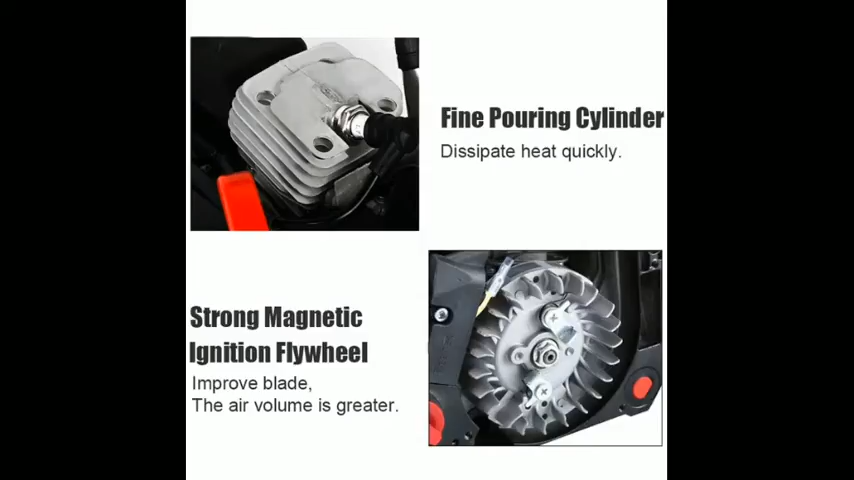 Fine Pouring Cylinder
Dissipate heat quickly.
Strong Magnetic
Ignition Flywheel
Improve blade,
The air volume is greater.